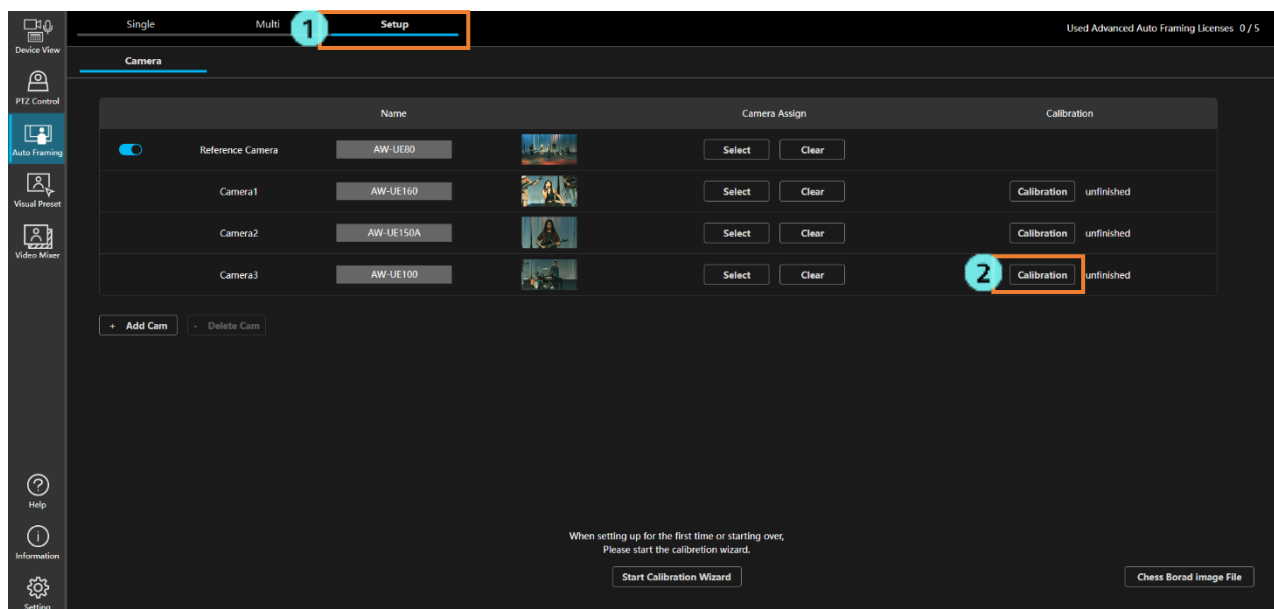 Single Multi 1 Setup Used Advanced Auto Framing Licenses 0 / 5
Device View
Camera
PTZ Control
Name Camera Assign Calibration
Auto Framing
Reference Camera AW-UE80 Select Clear
Visual Preset
Camera1 AW-UE160 Select Clear Calibration unfinished
Camera2 AW-UE150A Select Clear Calibration unfinished
Video Mixer
Camera3 AW-UE100 Select Clear 2 Calibration unfinished
+ Add Cam - Delete Cam
Help
Information
Setting
When setting up for the first time or starting over,
Please start the calibretion wizard.
Start Calibration Wizard Chess Borad image File